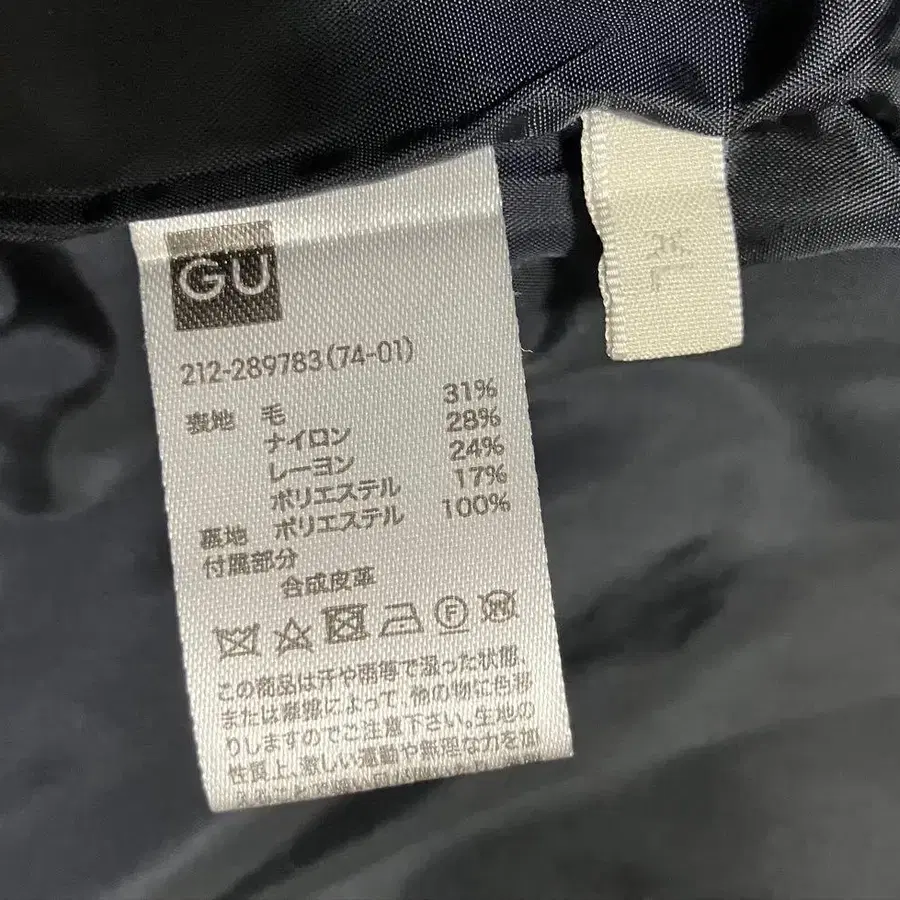 GU
212-289783(74-01)
表地 毛 31%
ナイロン 28%
レーヨン 24%
ポリエステル 17%
裏地 ポリエステル 100%
付属部分
合成皮革
F
W
この商品は汗や雨等で湿った状態、
または摩擦によって、他の物に色移
りしますのでご注意下さい。生地の
性質上、激しい運動や無理な力を加